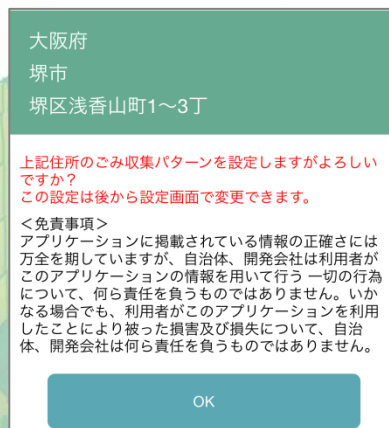 大阪府
堺市
堺区浅香山町1〜3丁
上記住所のごみ収集パターンを設定しますがよろしい
ですか？
この設定は後から設定画面で変更できます。
＜免責事項＞
アプリケーションに掲載されている情報の正確さには
万全を期していますが、自治体、開発会社は利用者が
このアプリケーションの情報を用いて行う 一切の行為
について、何ら責任を負うものではありません。いか
なる場合でも、利用者がこのアプリケーションを利用
したことにより被った損害及び損失について、自治
体、開発会社は何ら責任を負うものではありません。
OK